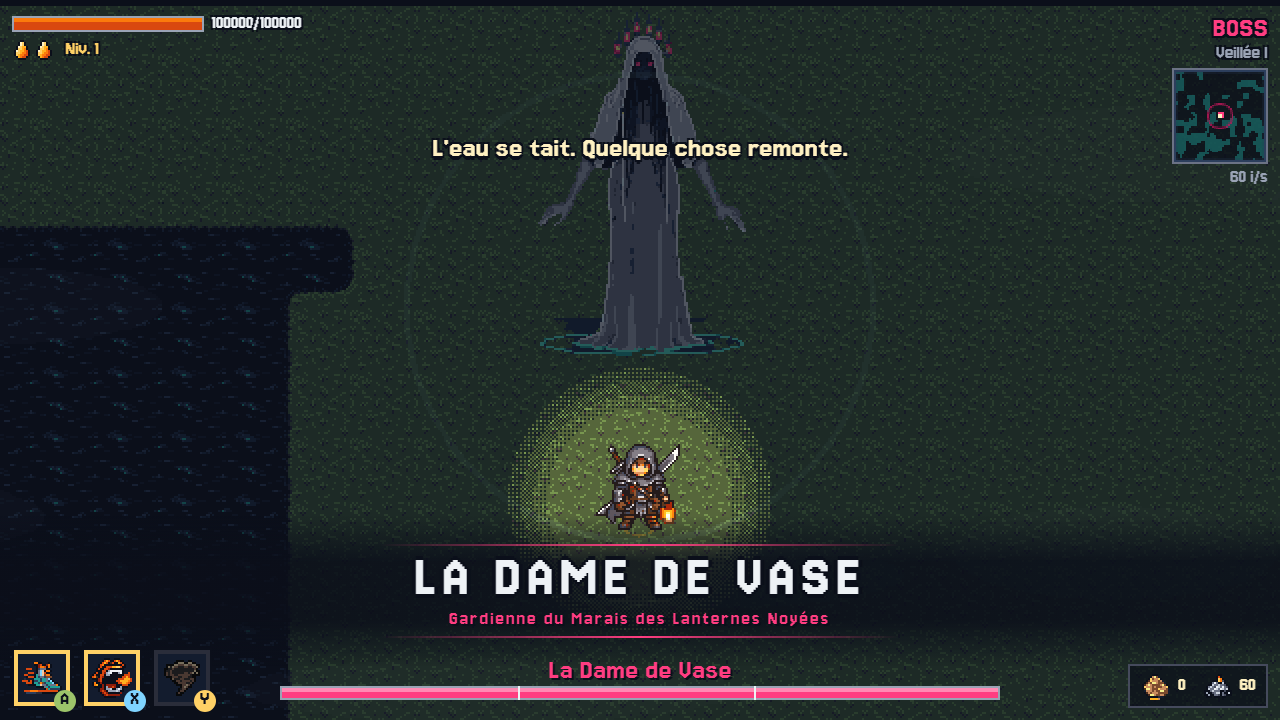 100000/100000
Niv. 1
BOSS
Veillée I
60 i/s
L'eau se tait. Quelque chose remonte.
LA DAME DE VASE
Gardienne du Marais des Lanternes Noyées
La Dame de Vase
A
X
Y
0
60